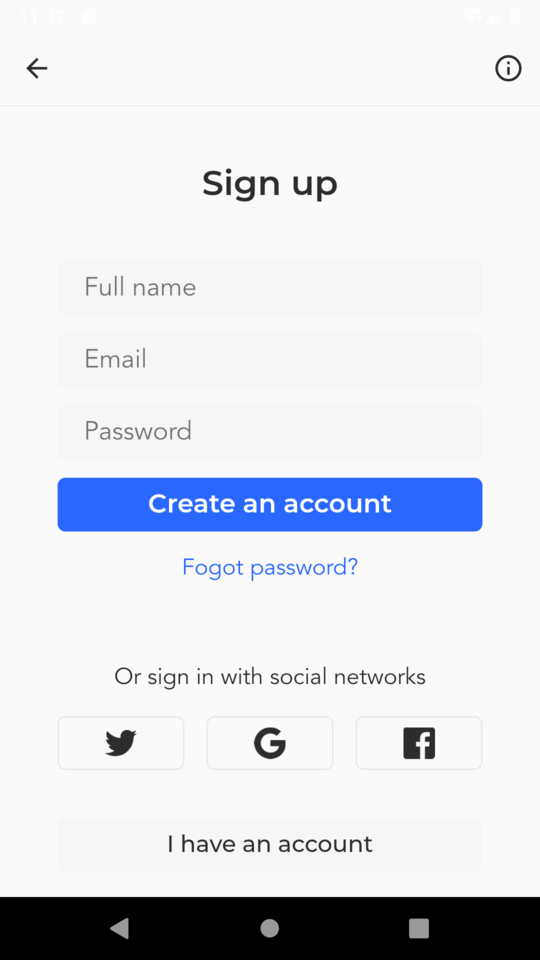 11:32
Sign up
Full name
Email
Password
Create an account
Fogot password?
Or sign in with social networks
I have an account